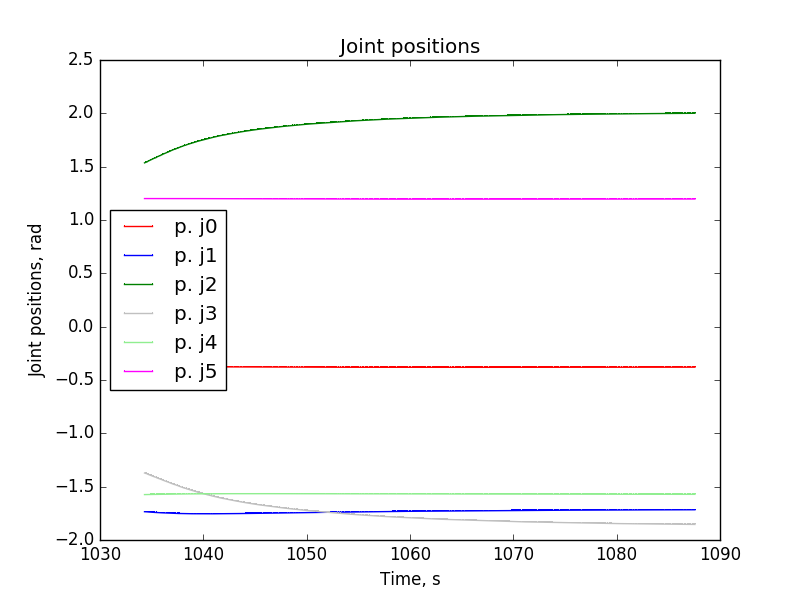 Joint positions
2.5
2.0
1.5
1.0
0.5
0.0
−0.5
−1.0
−1.5
−2.0
Joint positions, rad
p. j0
p. j1
p. j2
p. j3
p. j4
p. j5
1030 1040 1050 1060 1070 1080 1090
Time, s